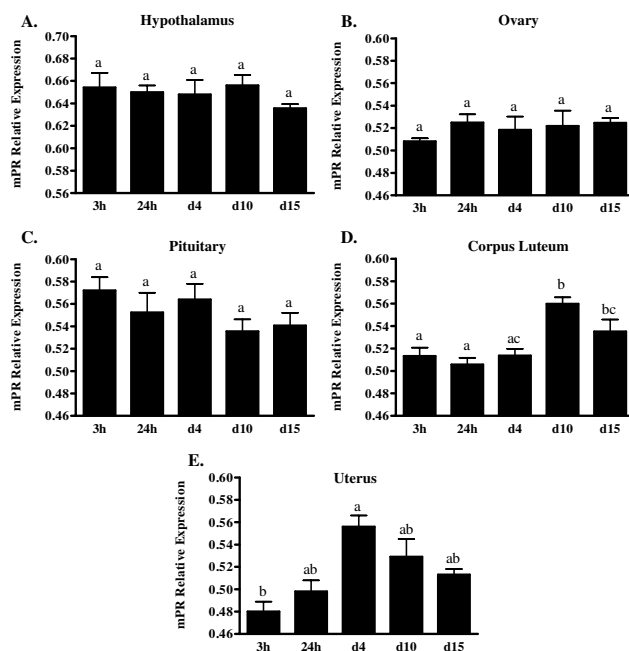 A. Hypothalamus
mPR Relative Expression
0.70
0.68
0.66
0.64
0.62
0.60
0.58
0.56
a a a a a
3h 24h d4 d10 d15
B. Ovary
mPR Relative Expression
0.60
0.58
0.56
0.54
0.52
0.50
0.48
0.46
a a a a a
3h 24h d4 d10 d15
C. Pituitary
mPR Relative Expression
0.60
0.58
0.56
0.54
0.52
0.50
0.48
0.46
a a a a a
3h 24h d4 d10 d15
D. Corpus Luteum
mPR Relative Expression
0.60
0.58
0.56
0.54
0.52
0.50
0.48
0.46
a a ac b bc
3h 24h d4 d10 d15
E. Uterus
mPR Relative Expression
0.60
0.58
0.56
0.54
0.52
0.50
0.48
0.46
b ab a ab ab
3h 24h d4 d10 d15